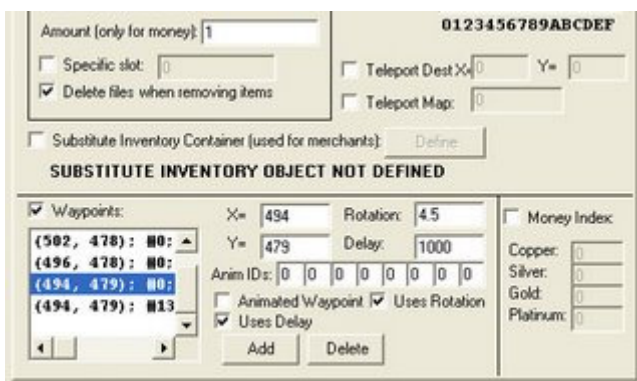 0123456789ABCDEF
Amount (only for money): 1
Specific slot: 0
Delete files when removing items
Teleport Dest X= 0 Y= 0
Teleport Map: 0
Substitute Inventory Container (used for merchants): Define
SUBSTITUTE INVENTORY OBJECT NOT DEFINED
Waypoints:
(502, 478): #0;
(496, 478): #0;
(494, 479): #0;
(494, 479): #13
X= 494 Rotation: 4.5
Y= 479 Delay: 1000
Anim IDs: 0 0 0 0 0 0 0 0
Animated Waypoint Uses Rotation
Uses Delay
Add Delete
Money Index:
Copper: 0
Silver: 0
Gold: 0
Platinum: 0